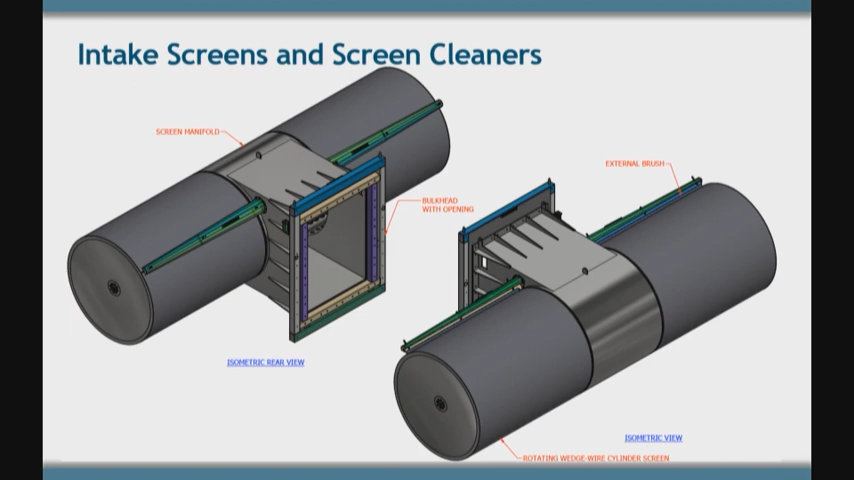 Intake Screens and Screen Cleaners
SCREEN MANIFOLD
EXTERNAL BRUSH
BULKHEAD
WITH OPENING
ISOMETRIC REAR VIEW
ISOMETRIC VIEW
ROTATING WEDGE-WIRE CYLINDER SCREEN